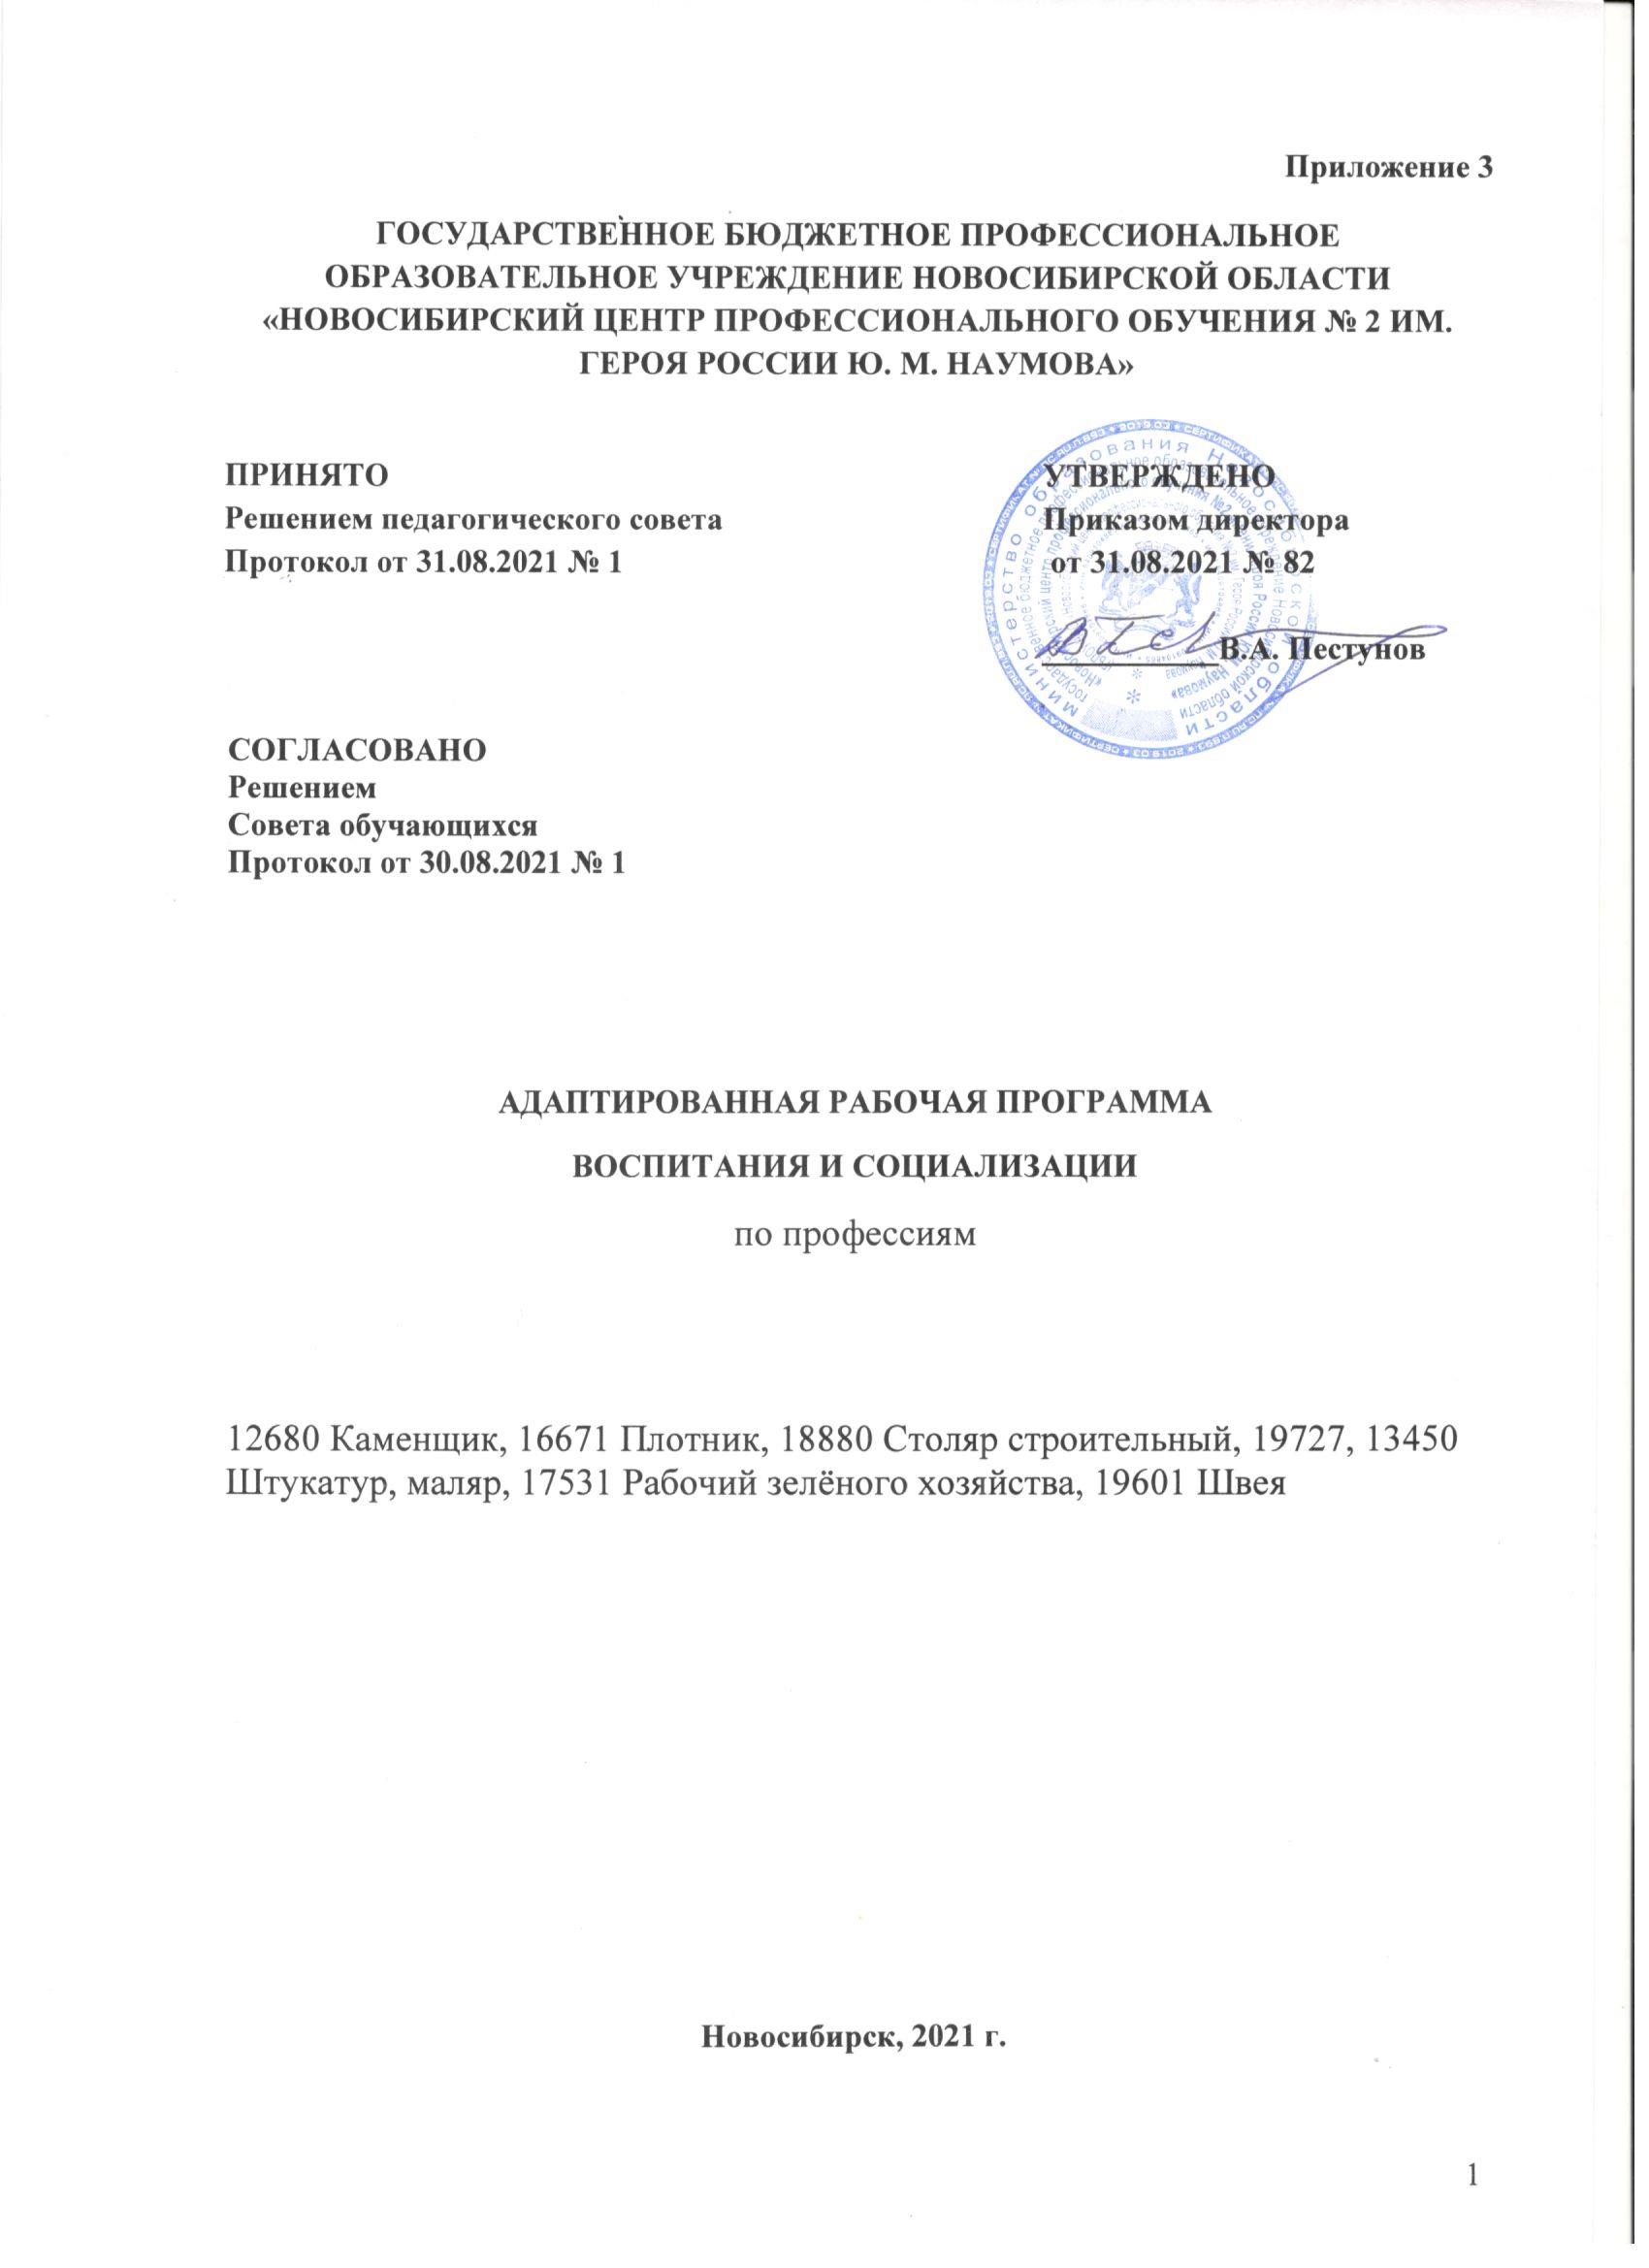 Приложение 3
ГОСУДАРСТВЕННОЕ БЮДЖЕТНОЕ ПРОФЕССИОНАЛЬНОЕ
ОБРАЗОВАТЕЛЬНОЕ УЧРЕЖДЕНИЕ НОВОСИБИРСКОЙ ОБЛАСТИ
«НОВОСИБИРСКИЙ ЦЕНТР ПРОФЕССИОНАЛЬНОГО ОБУЧЕНИЯ № 2 ИМ.
ГЕРОЯ РОССИИ Ю. М. НАУМОВА»
ПРИНЯТО
Решением педагогического совета
Протокол от 31.08.2021 № 1
УТВЕРЖДЕНО
Приказом директора
от 31.08.2021 № 82
В.А. Пестунов
министерство образования Новосибирской области
СОГЛАСОВАНО
Решением
Совета обучающихся
Протокол от 30.08.2021 № 1
АДАПТИРОВАННАЯ РАБОЧАЯ ПРОГРАММА
ВОСПИТАНИЯ И СОЦИАЛИЗАЦИИ
по профессиям
12680 Каменщик, 16671 Плотник, 18880 Столяр строительный, 19727, 13450
Штукатур, маляр, 17531 Рабочий зелёного хозяйства, 19601 Швея
Новосибирск, 2021 г.
1